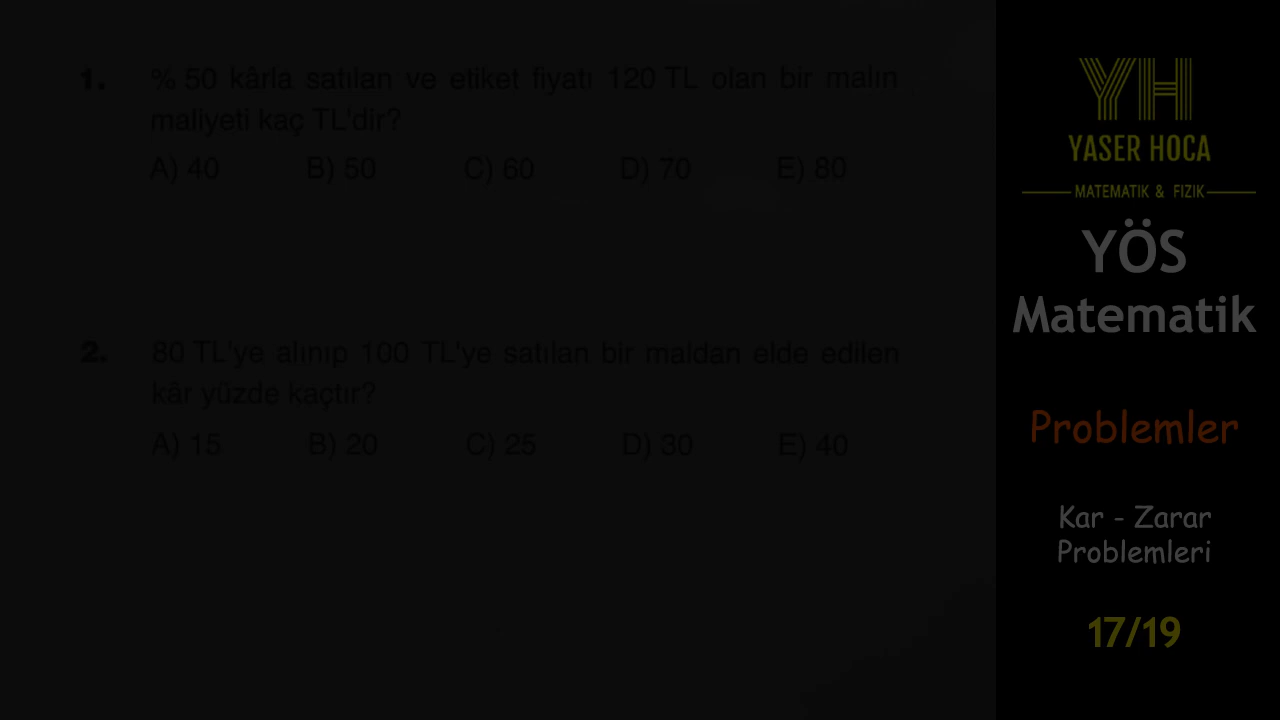 1. % 50 kârla satılan ve etiket fiyatı 120 TL olan bir malın
maliyeti kaç TL'dir?
A) 40 B) 50 C) 60 D) 70 E) 80
2. 80 TL'ye alınıp 100 TL'ye satılan bir maldan elde edilen
kâr yüzde kaçtır?
A) 15 B) 20 C) 25 D) 30 E) 40
YH
YASER HOCA
MATEMATIK & FIZIK
YÖS
Matematik
Problemler
Kar - Zarar
Problemleri
17/19